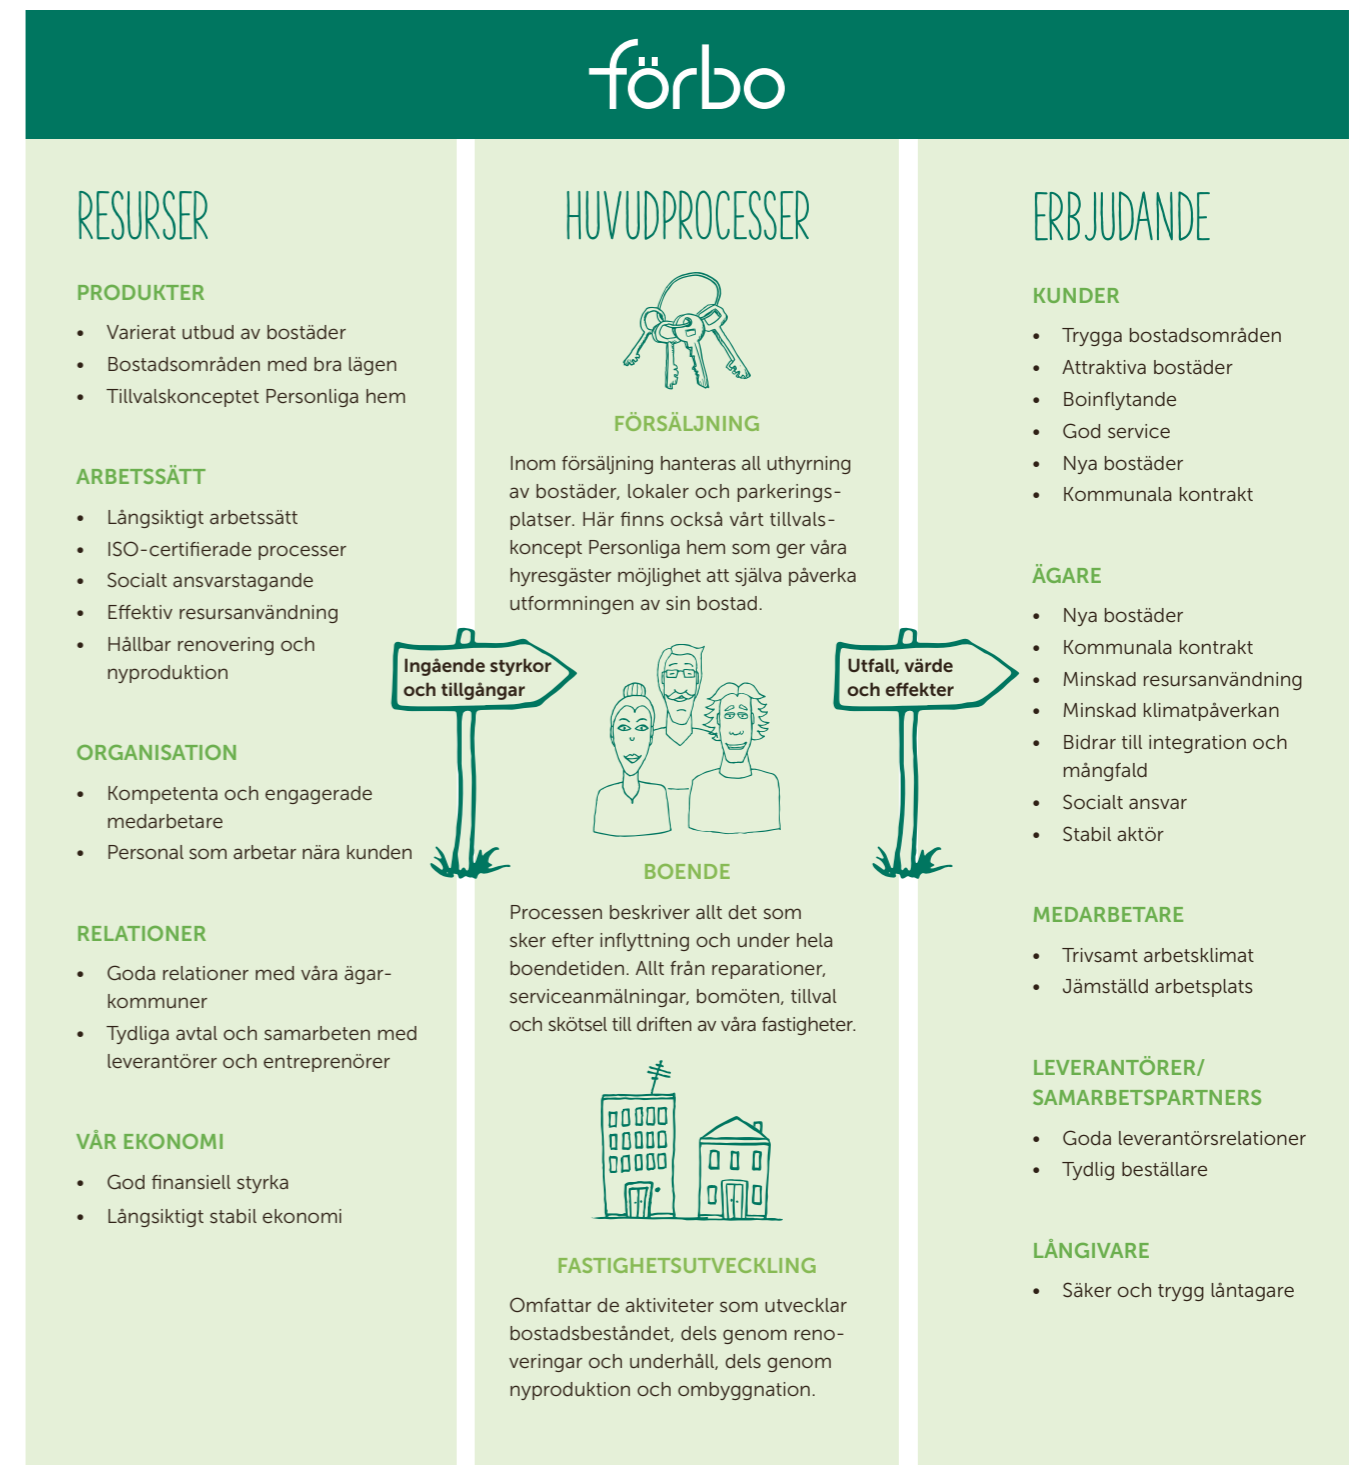 förbo
RESURSER
PRODUKTER
• Varierat utbud av bostäder
• Bostadsområden med bra lägen
• Tillvalskonceptet Personliga hem
ARBETSSÄTT
• Långsiktigt arbetssätt
• ISO-certifierade processer
• Socialt ansvarstagande
• Effektiv resursanvändning
• Hållbar renovering och
nyproduktion
ORGANISATION
• Kompetenta och engagerade
medarbetare
• Personal som arbetar nära kunden
RELATIONER
• Goda relationer med våra ägar-
kommuner
• Tydliga avtal och samarbeten med
leverantörer och entreprenörer
VÅR EKONOMI
• God finansiell styrka
• Långsiktigt stabil ekonomi
Ingående styrkor
och tillgångar
HUVUDPROCESSER
FÖRSÄLJNING
Inom försäljning hanteras all uthyrning
av bostäder, lokaler och parkerings-
platser. Här finns också vårt tillvals-
koncept Personliga hem som ger våra
hyresgäster möjlighet att själva påverka
utformningen av sin bostad.
BOENDE
Processen beskriver allt det som
sker efter inflyttning och under hela
boendetiden. Allt från reparationer,
serviceanmälningar, bomöten, tillval
och skötsel till driften av våra fastigheter.
FASTIGHETSUTVECKLING
Omfattar de aktiviteter som utvecklar
bostadsbeståndet, dels genom reno-
veringar och underhåll, dels genom
nyproduktion och ombyggnation.
Utfall, värde
och effekter
ERBJUDANDE
KUNDER
• Trygga bostadsområden
• Attraktiva bostäder
• Boinflytande
• God service
• Nya bostäder
• Kommunala kontrakt
ÄGARE
• Nya bostäder
• Kommunala kontrakt
• Minskad resursanvändning
• Minskad klimatpåverkan
• Bidrar till integration och
mångfald
• Socialt ansvar
• Stabil aktör
MEDARBETARE
• Trivsamt arbetsklimat
• Jämställd arbetsplats
LEVERANTÖRER/
SAMARBETSPARTNERS
• Goda leverantörsrelationer
• Tydlig beställare
LÅNGIVARE
• Säker och trygg låntagare